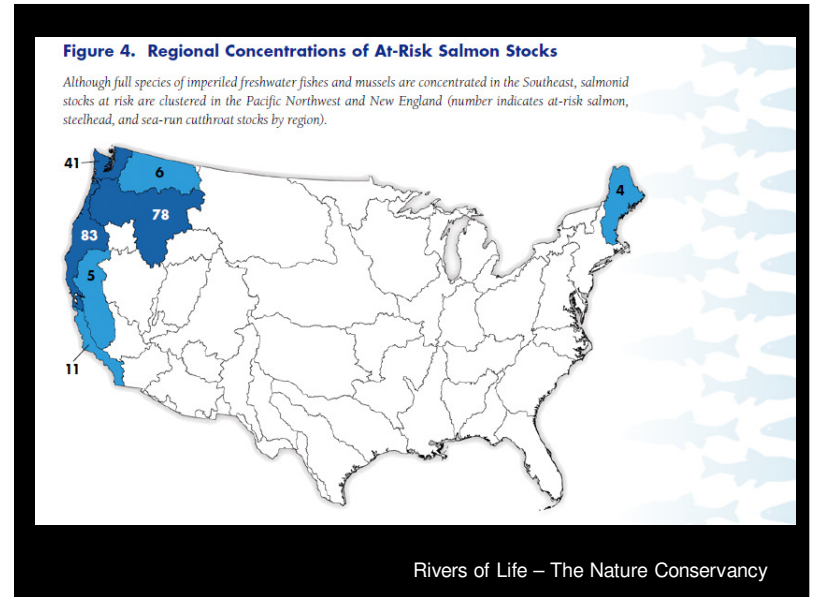 Figure 4. Regional Concentrations of At-Risk Salmon Stocks
Although full species of imperiled freshwater fishes and mussels are concentrated in the Southeast, salmonid
stocks at risk are clustered in the Pacific Northwest and New England (number indicates at-risk salmon,
steelhead, and sea-run cutthroat stocks by region).
41
6
4
78
83
5
11
Rivers of Life – The Nature Conservancy